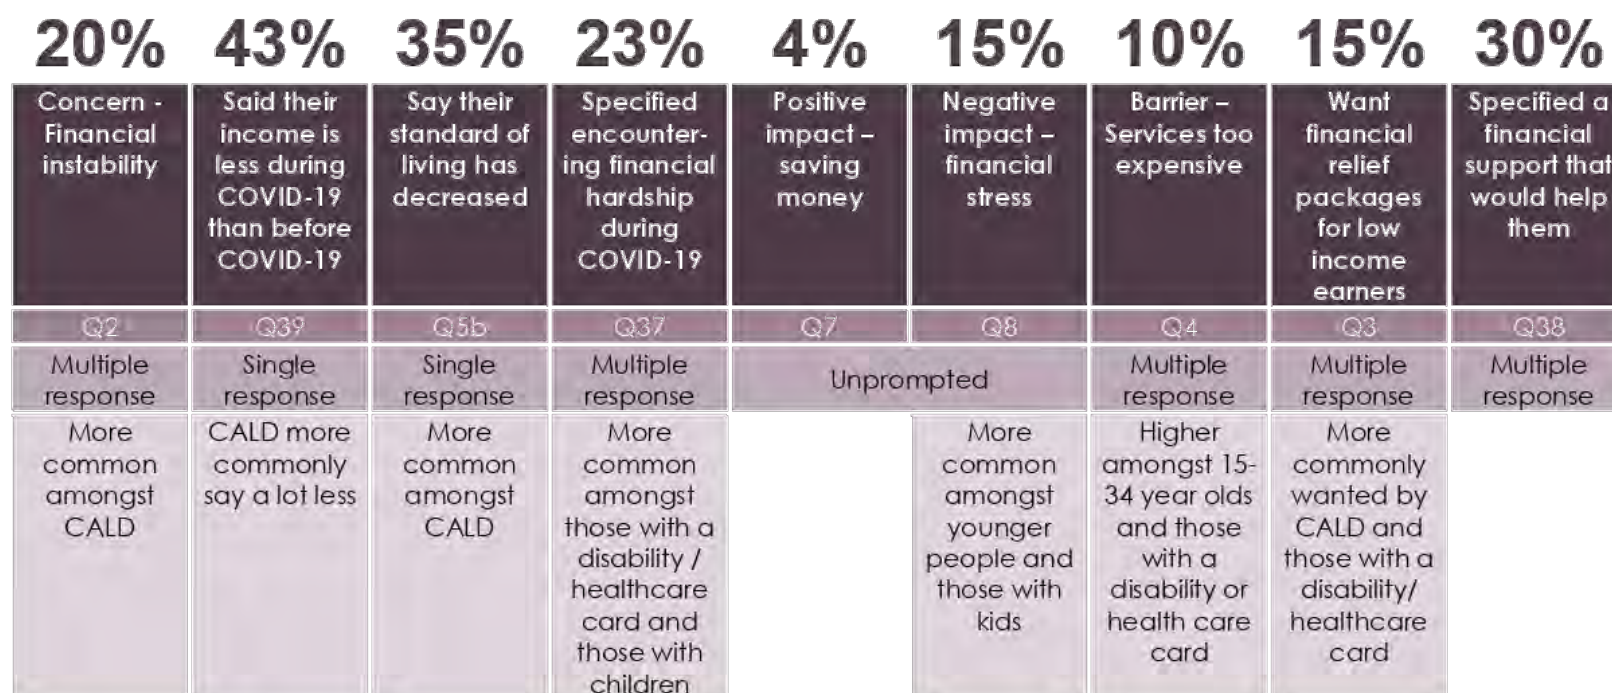 20%
43%
35%
23%
4%
15%
10%
15%
30%
Concern -
Financial
instability
Said their
income is
less during
COVID-19
than before
COVID-19
Say their
standard of
living has
decreased
Specified
encounter-
ing financial
hardship
during
COVID-19
Positive
impact –
saving
money
Negative
impact –
financial
stress
Barrier –
Services too
expensive
Want
financial
relief
packages
for low
income
earners
Specified a
financial
support that
would help
them
Q2
Q39
Q5b
Q37
Q7
Q8
Q4
Q3
Q38
Multiple
response
Single
response
Single
response
Multiple
response
Unprompted
Multiple
response
Multiple
response
Multiple
response
More
common
amongst
CALD
CALD more
commonly
say a lot less
More
common
amongst
CALD
More
common
amongst
those with a
disability /
healthcare
card and
those with
children
More
common
amongst
younger
people and
those with
kids
Higher
amongst 15-
34 year olds
and those
with a
disability or
health care
card
More
commonly
wanted by
CALD and
those with a
disability/
healthcare
card